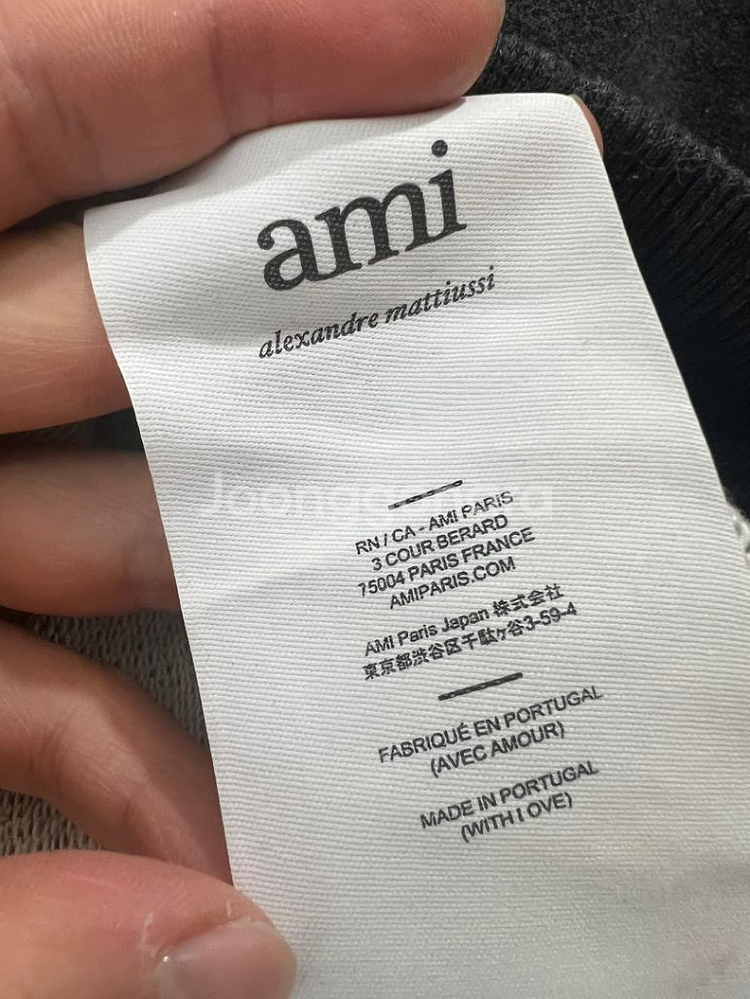 ami
alexandre mattiussi
RN / CA - AMI PARIS
3 COUR BERARD
75004 PARIS FRANCE
AMIPARIS.COM
AMI Paris Japan 株式会社
東京都渋谷区千駄ヶ谷3-59-4
FABRIQUÉ EN PORTUGAL
(AVEC AMOUR)
MADE IN PORTUGAL
(WITH LOVE)